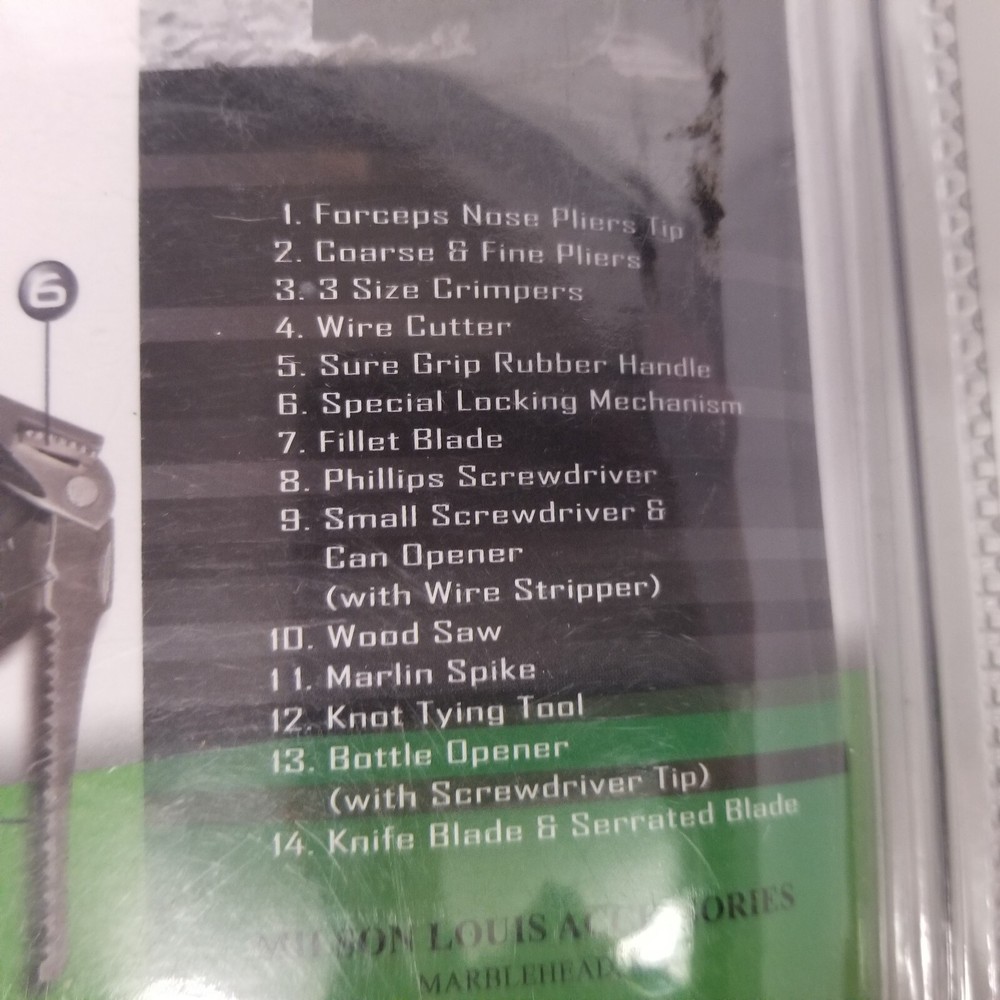 6
1. Forceps Nose Pliers Tip
2. Coarse & Fine Pliers
3. 3 Size Crimpers
4. Wire Cutter
5. Sure Grip Rubber Handle
6. Special Locking Mechanism
7. Fillet Blade
8. Phillips Screwdriver
9. Small Screwdriver &
Can Opener
(with Wire Stripper)
10. Wood Saw
11. Marlin Spike
12. Knot Tying Tool
13. Bottle Opener
(with Screwdriver Tip)
14. Knife Blade & Serrated Blade
LOUIS ACCESSORIES
MARBLEHEAD,